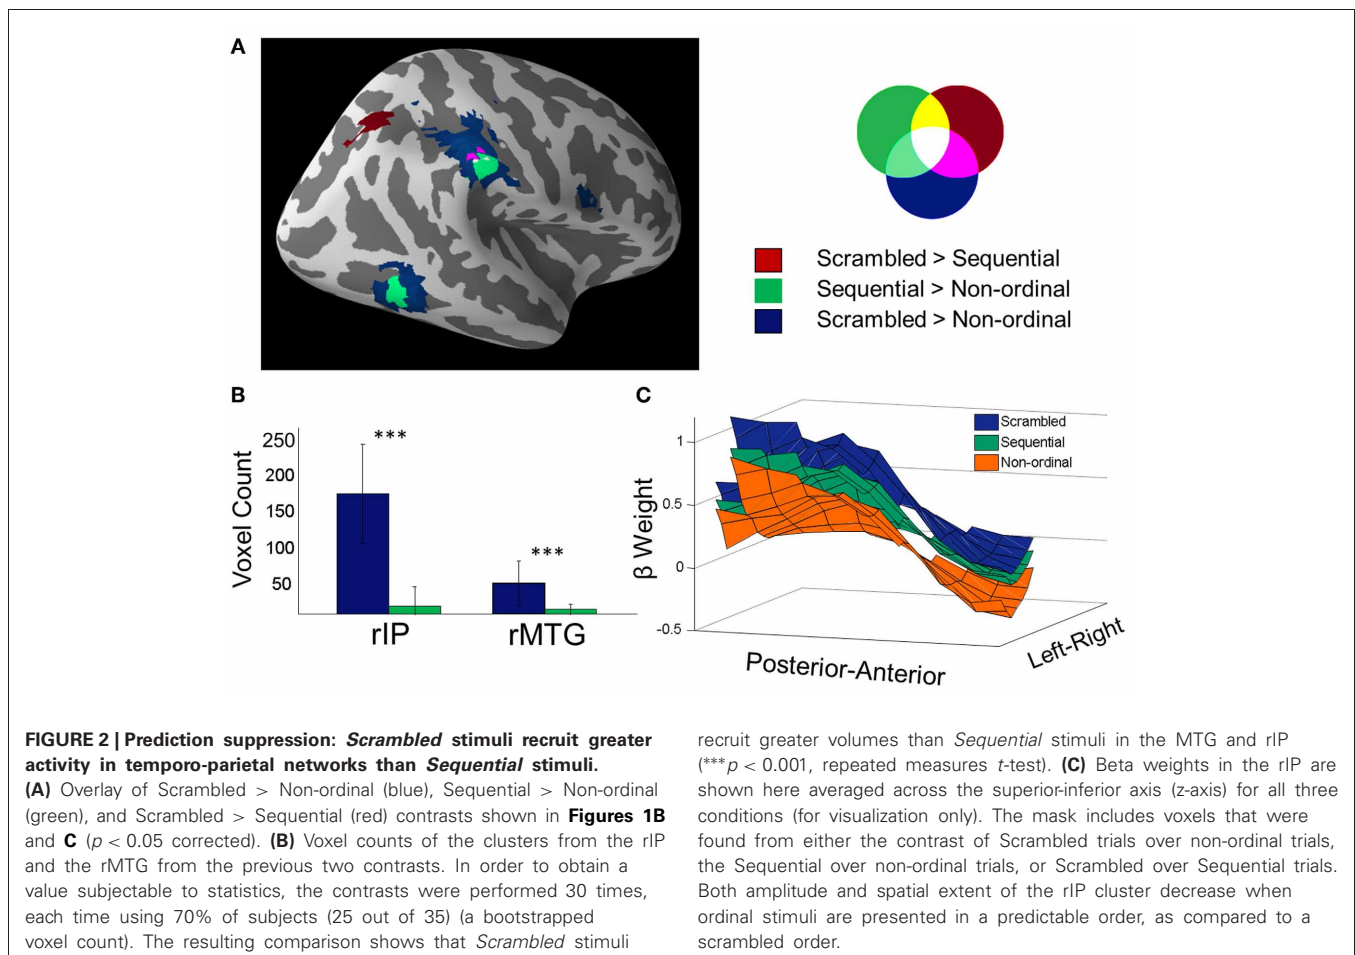 A
Scrambled > Sequential
Sequential > Non-ordinal
Scrambled > Non-ordinal
B
Voxel Count
250
200
150
100
50
***
***
rIP
rMTG
C
β Weight
1
0.5
0
-0.5
Scrambled
Sequential
Non-ordinal
Posterior-Anterior
Left-Right
FIGURE 2 | Prediction suppression: Scrambled stimuli recruit greater
activity in temporo-parietal networks than Sequential stimuli.
(A) Overlay of Scrambled > Non-ordinal (blue), Sequential > Non-ordinal
(green), and Scrambled > Sequential (red) contrasts shown in Figures 1B
and C (p < 0.05 corrected). (B) Voxel counts of the clusters from the rIP
and the rMTG from the previous two contrasts. In order to obtain a
value subjectable to statistics, the contrasts were performed 30 times,
each time using 70% of subjects (25 out of 35) (a bootstrapped
voxel count). The resulting comparison shows that Scrambled stimuli
recruit greater volumes than Sequential stimuli in the MTG and rIP
(***p < 0.001, repeated measures t-test). (C) Beta weights in the rIP are
shown here averaged across the superior-inferior axis (z-axis) for all three
conditions (for visualization only). The mask includes voxels that were
found from either the contrast of Scrambled trials over non-ordinal trials,
the Sequential over non-ordinal trials, or Scrambled over Sequential trials.
Both amplitude and spatial extent of the rIP cluster decrease when
ordinal stimuli are presented in a predictable order, as compared to a
scrambled order.